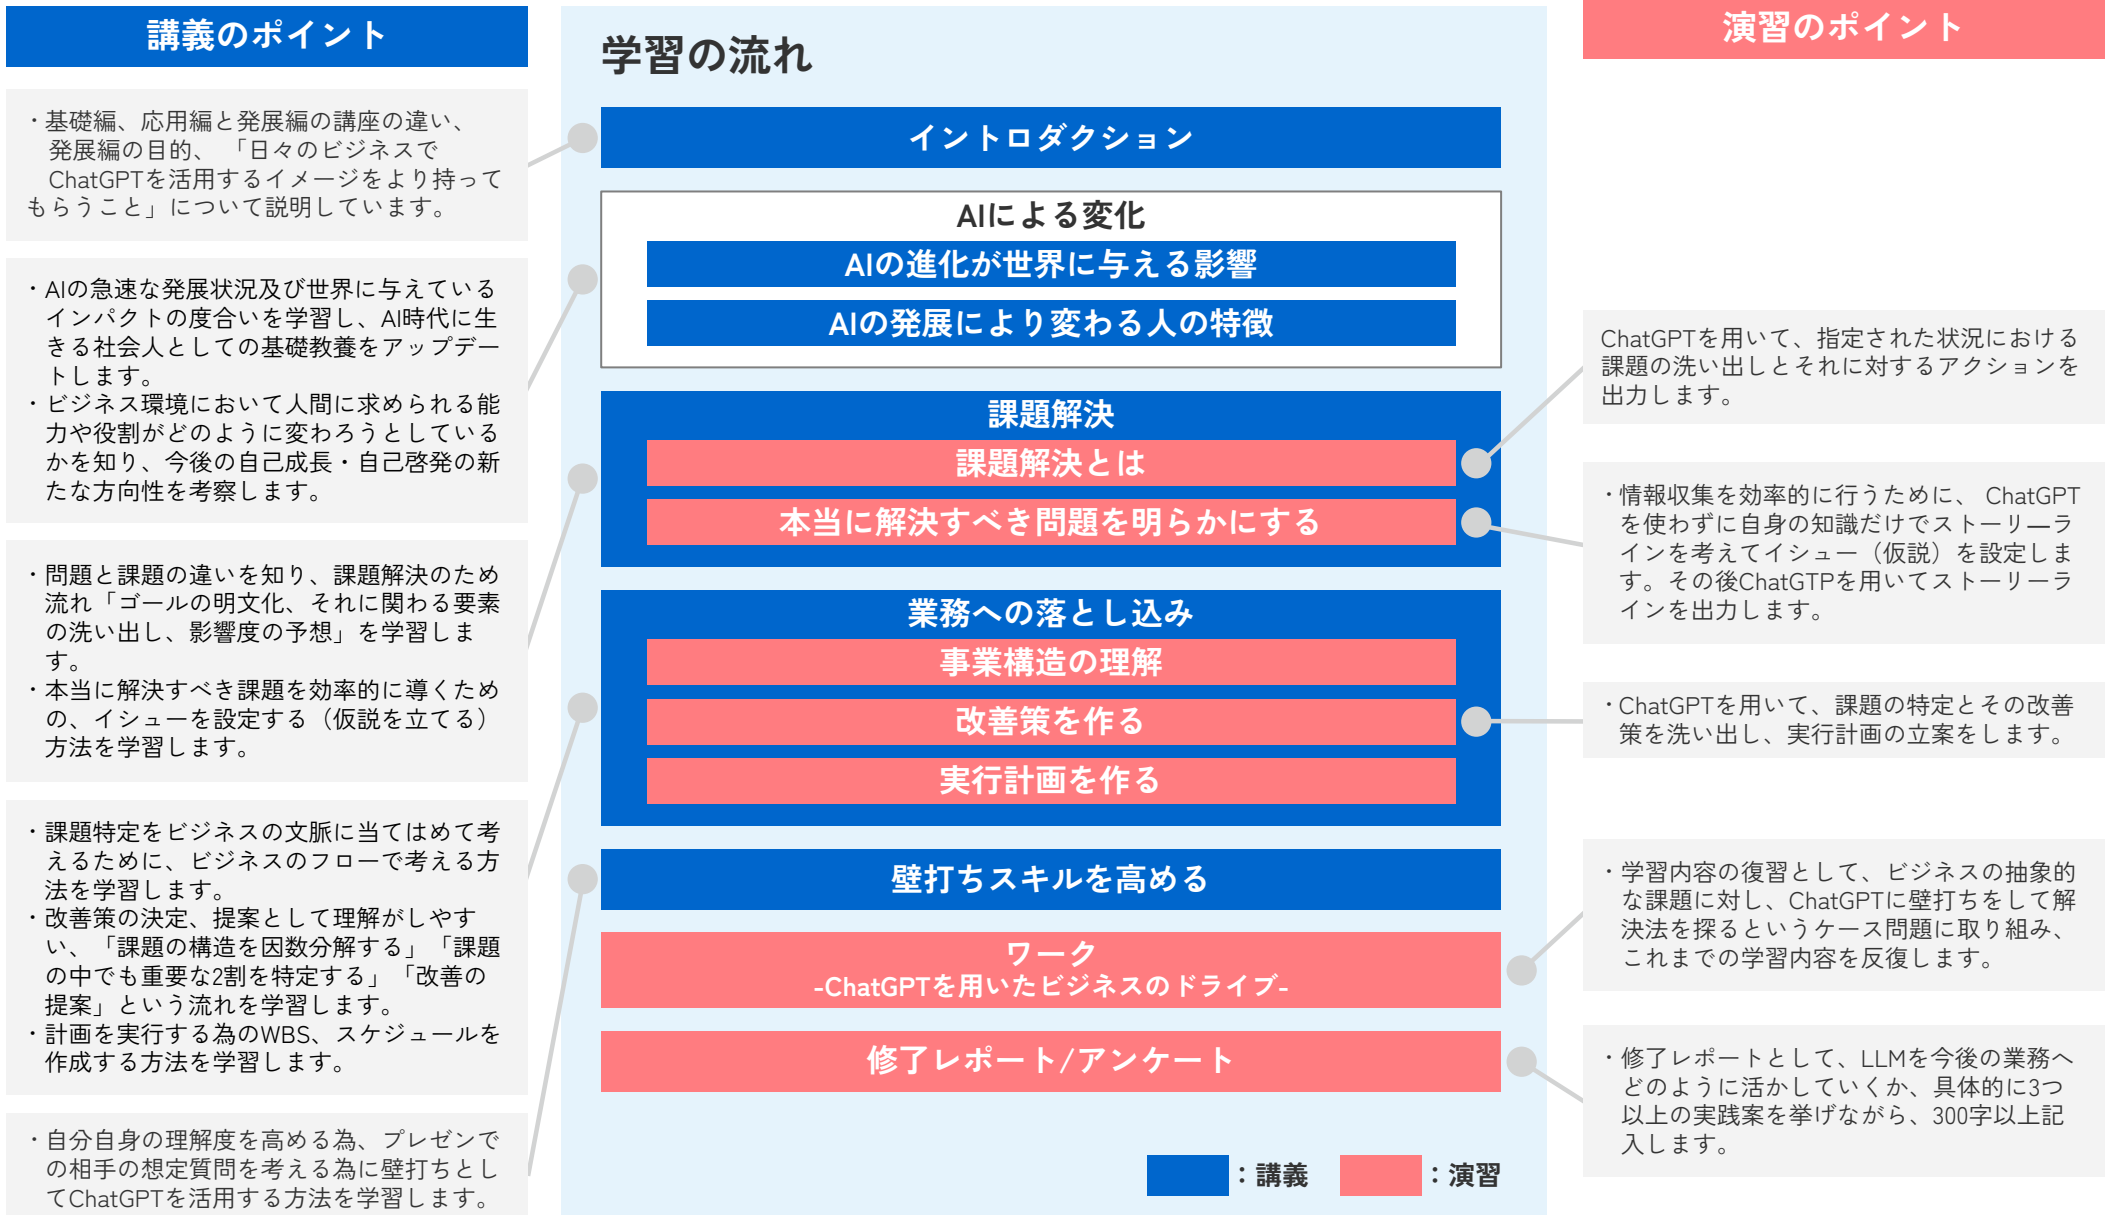 講義のポイント
・基礎編、応用編と発展編の講座の違い、
発展編の目的、「日々のビジネスで
ChatGPTを活用するイメージをより持って
もらうこと」について説明しています。
・AIの急速な発展状況及び世界に与えている
インパクトの度合いを学習し、AI時代に生
きる社会人としての基礎教養をアップデー
トします。
・ビジネス環境において人間に求められる能
力や役割がどのように変わろうとしている
かを知り、今後の自己成長・自己啓発の新
たな方向性を考察します。
・問題と課題の違いを知り、課題解決のため
流れ「ゴールの明文化、それに関わる要素
の洗い出し、影響度の予想」を学習しま
す。
・本当に解決すべき課題を効率的に導くため
の、イシューを設定する（仮説を立てる）
方法を学習します。
・課題特定をビジネスの文脈に当てはめて考
えるために、ビジネスのフローで考える方
法を学習します。
・改善策の決定、提案として理解がしやす
い、「課題の構造を因数分解する」「課題
の中でも重要な2割を特定する」「改善の
提案」という流れを学習します。
・計画を実行する為のWBS、スケジュールを
作成する方法を学習します。
・自分自身の理解度を高める為、プレゼンで
の相手の想定質問を考える為に壁打ちとし
てChatGPTを活用する方法を学習します。
学習の流れ
イントロダクション
AIによる変化
AIの進化が世界に与える影響
AIの発展により変わる人の特徴
課題解決
課題解決とは
本当に解決すべき問題を明らかにする
業務への落とし込み
事業構造の理解
改善策を作る
実行計画を作る
壁打ちスキルを高める
ワーク
-ChatGPTを用いたビジネスのドライブ-
修了レポート/アンケート
：講義
：演習
演習のポイント
ChatGPTを用いて、指定された状況における
課題の洗い出しとそれに対するアクションを
出力します。
・情報収集を効率的に行うために、 ChatGPT
を使わずに自身の知識だけでストーリーラ
インを考えてイシュー（仮説）を設定しま
す。その後ChatGTPを用いてストーリーラ
インを出力します。
・ChatGPTを用いて、課題の特定とその改善
策を洗い出し、実行計画の立案をします。
・学習内容の復習として、ビジネスの抽象的
な課題に対し、ChatGPTに壁打ちをして解
決法を探るというケース問題に取り組み、
これまでの学習内容を反復します。
・修了レポートとして、LLMを今後の業務へ
どのように活かしていくか、具体的に3つ
以上の実践案を挙げながら、300字以上記
入します。